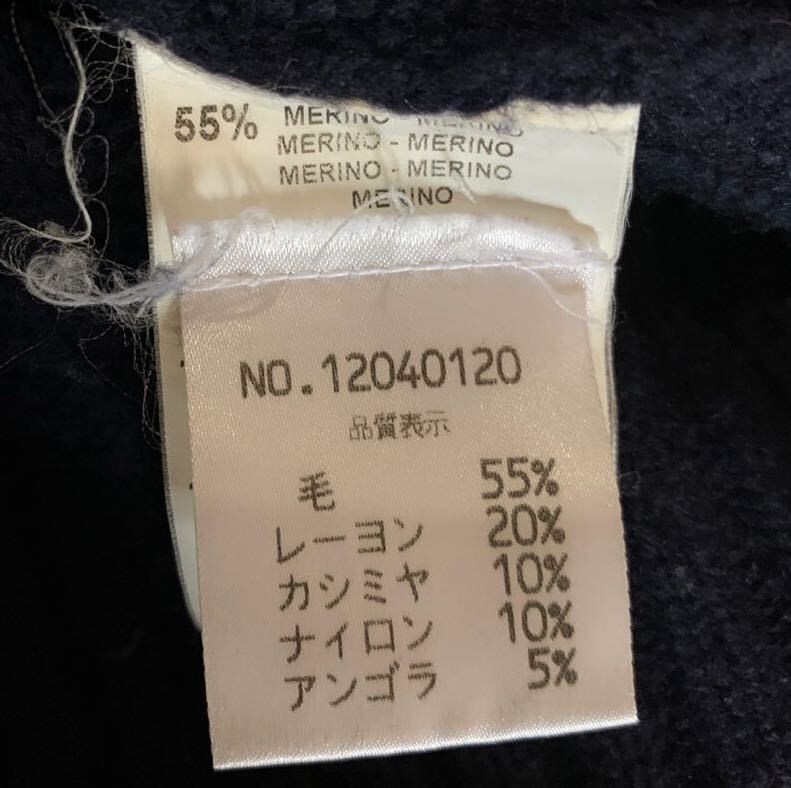 55% MERINO - MERINO
MERINO - MERINO
MERINO - MERINO
MERINO
NO.12040120
品質表示
毛 55%
レーヨン 20%
カシミヤ 10%
ナイロン 10%
アンゴラ 5%